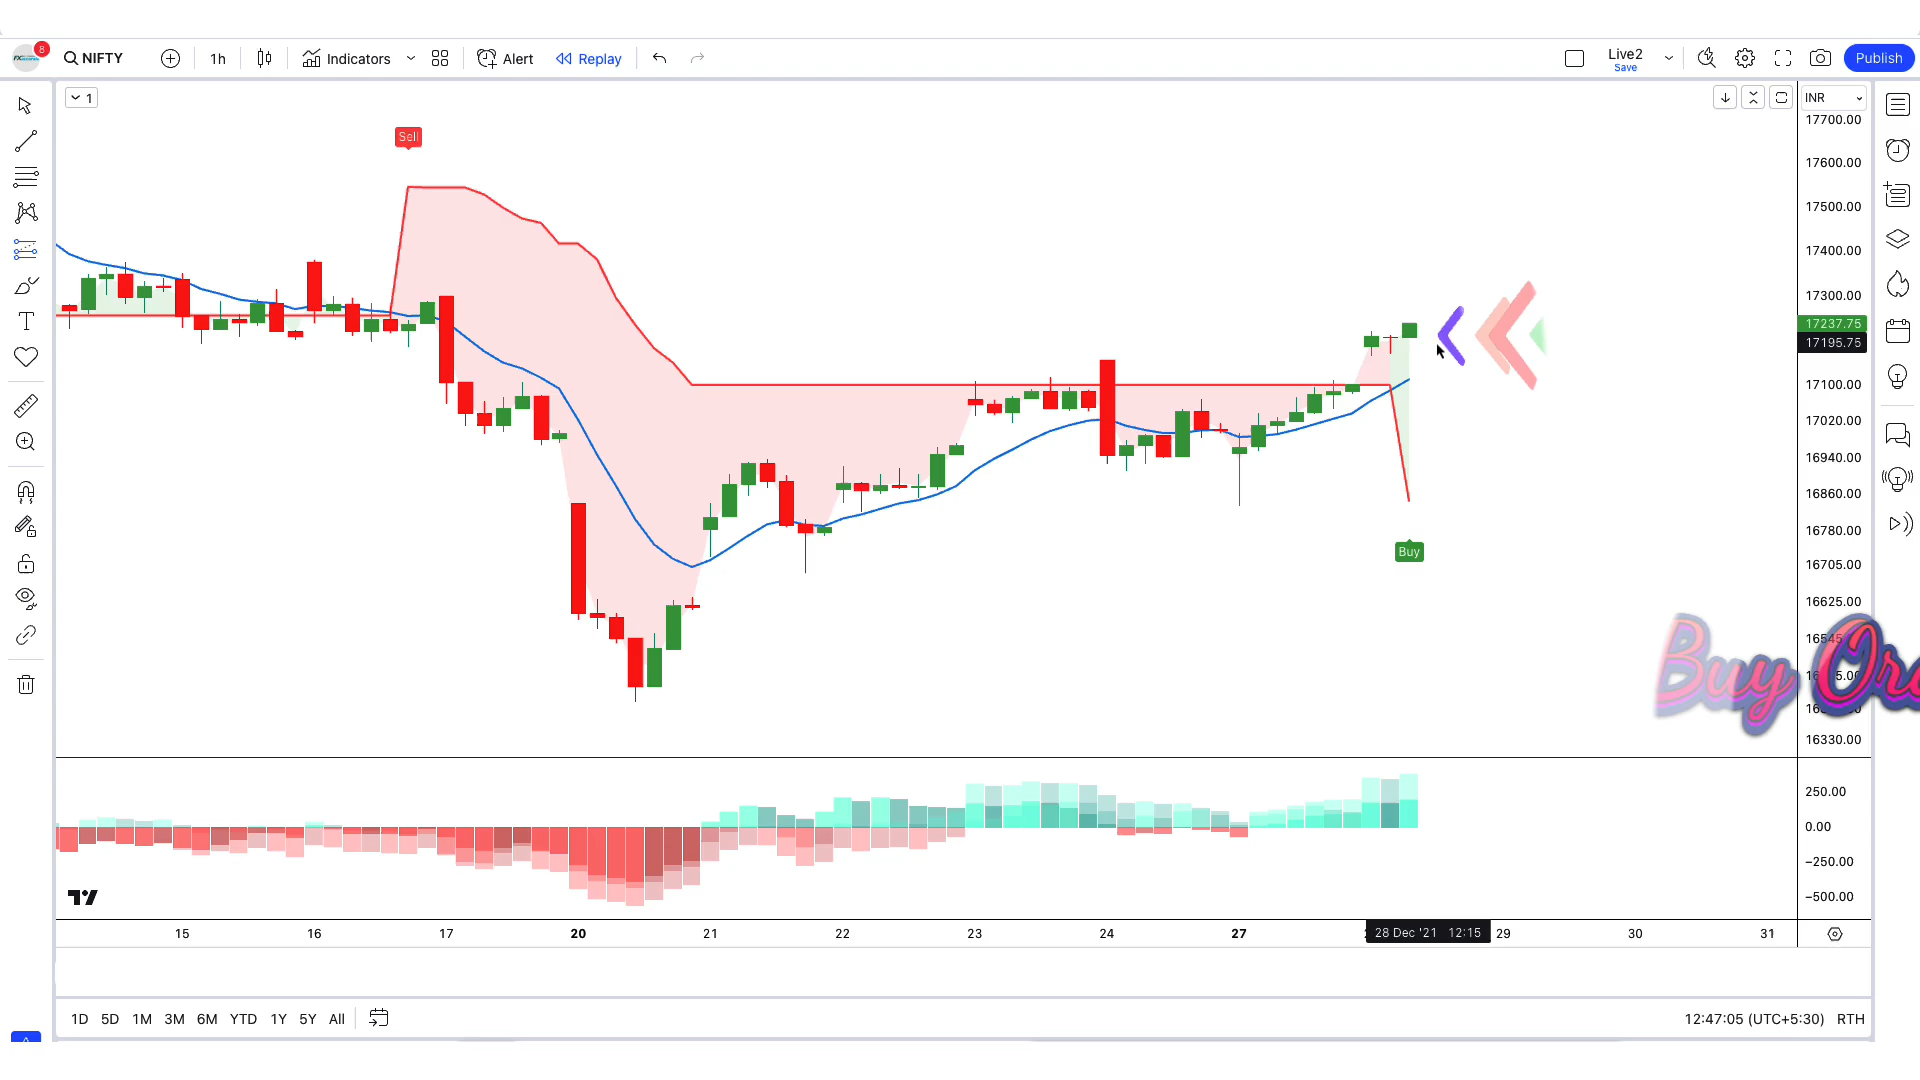 8
NIFTY
1h
Indicators
Alert
Replay
Live2
Save
Publish
1
INR
Sell
17700.00
17600.00
17500.00
17400.00
17300.00
17237.75
17195.75
17100.00
17020.00
16940.00
16860.00
16780.00
16705.00
16625.00
16330.00
Buy
Buy
250.00
0.00
−250.00
−500.00
15
16
17
20
21
22
23
24
27
28 Dec '21 12:15
29
30
31
1D 5D 1M 3M 6M YTD 1Y 5Y All
12:47:05 (UTC+5:30) RTH